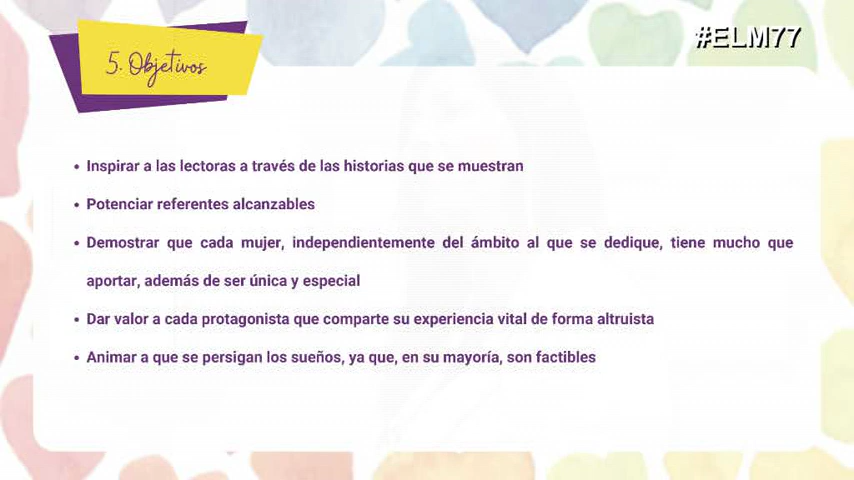 #ELM77
5. Objetivos
• Inspirar a las lectoras a través de las historias que se muestran
• Potenciar referentes alcanzables
• Demostrar que cada mujer, independientemente del ámbito al que se dedique, tiene mucho que
aportar, además de ser única y especial
• Dar valor a cada protagonista que comparte su experiencia vital de forma altruista
• Animar a que se persigan los sueños, ya que, en su mayoría, son factibles